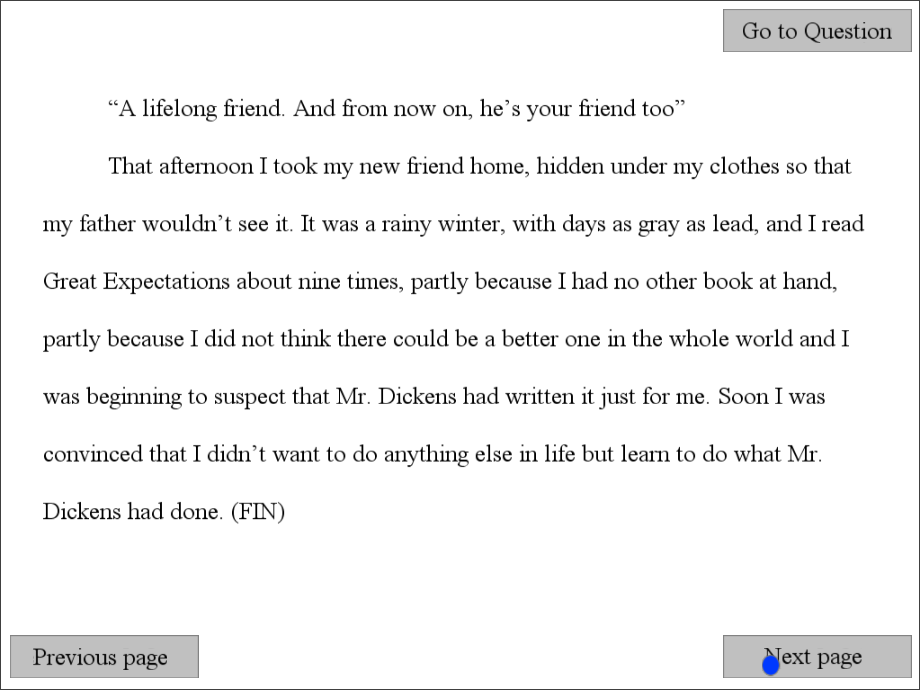 Go to Question
“A lifelong friend. And from now on, he’s your friend too”
That afternoon I took my new friend home, hidden under my clothes so that
my father wouldn’t see it. It was a rainy winter, with days as gray as lead, and I read
Great Expectations about nine times, partly because I had no other book at hand,
partly because I did not think there could be a better one in the whole world and I
was beginning to suspect that Mr. Dickens had written it just for me. Soon I was
convinced that I didn’t want to do anything else in life but learn to do what Mr.
Dickens had done. (FIN)
Previous page
Next page